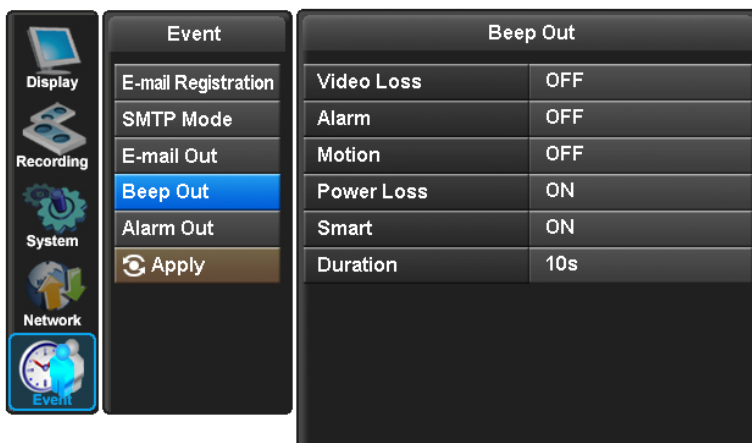 Display
Recording
System
Network
Event
Event
E-mail Registration
SMTP Mode
E-mail Out
Beep Out
Alarm Out
Apply
Beep Out
Video Loss OFF
Alarm OFF
Motion OFF
Power Loss ON
Smart ON
Duration 10s